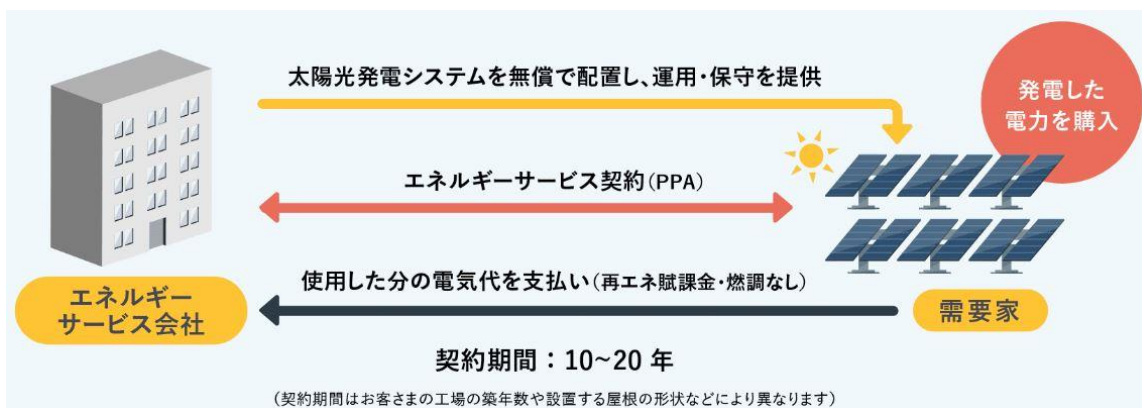 太陽光発電システムを無償で配置し、運用・保守を提供
発電した
電力を購入
エネルギーサービス契約（PPA）
使用した分の電気代を支払い（再エネ賦課金・燃調なし）
エネルギー
サービス会社
需要家
契約期間：10~20 年
（契約期間はお客さまの工場の築年数や設置する屋根の形状などにより異なります）